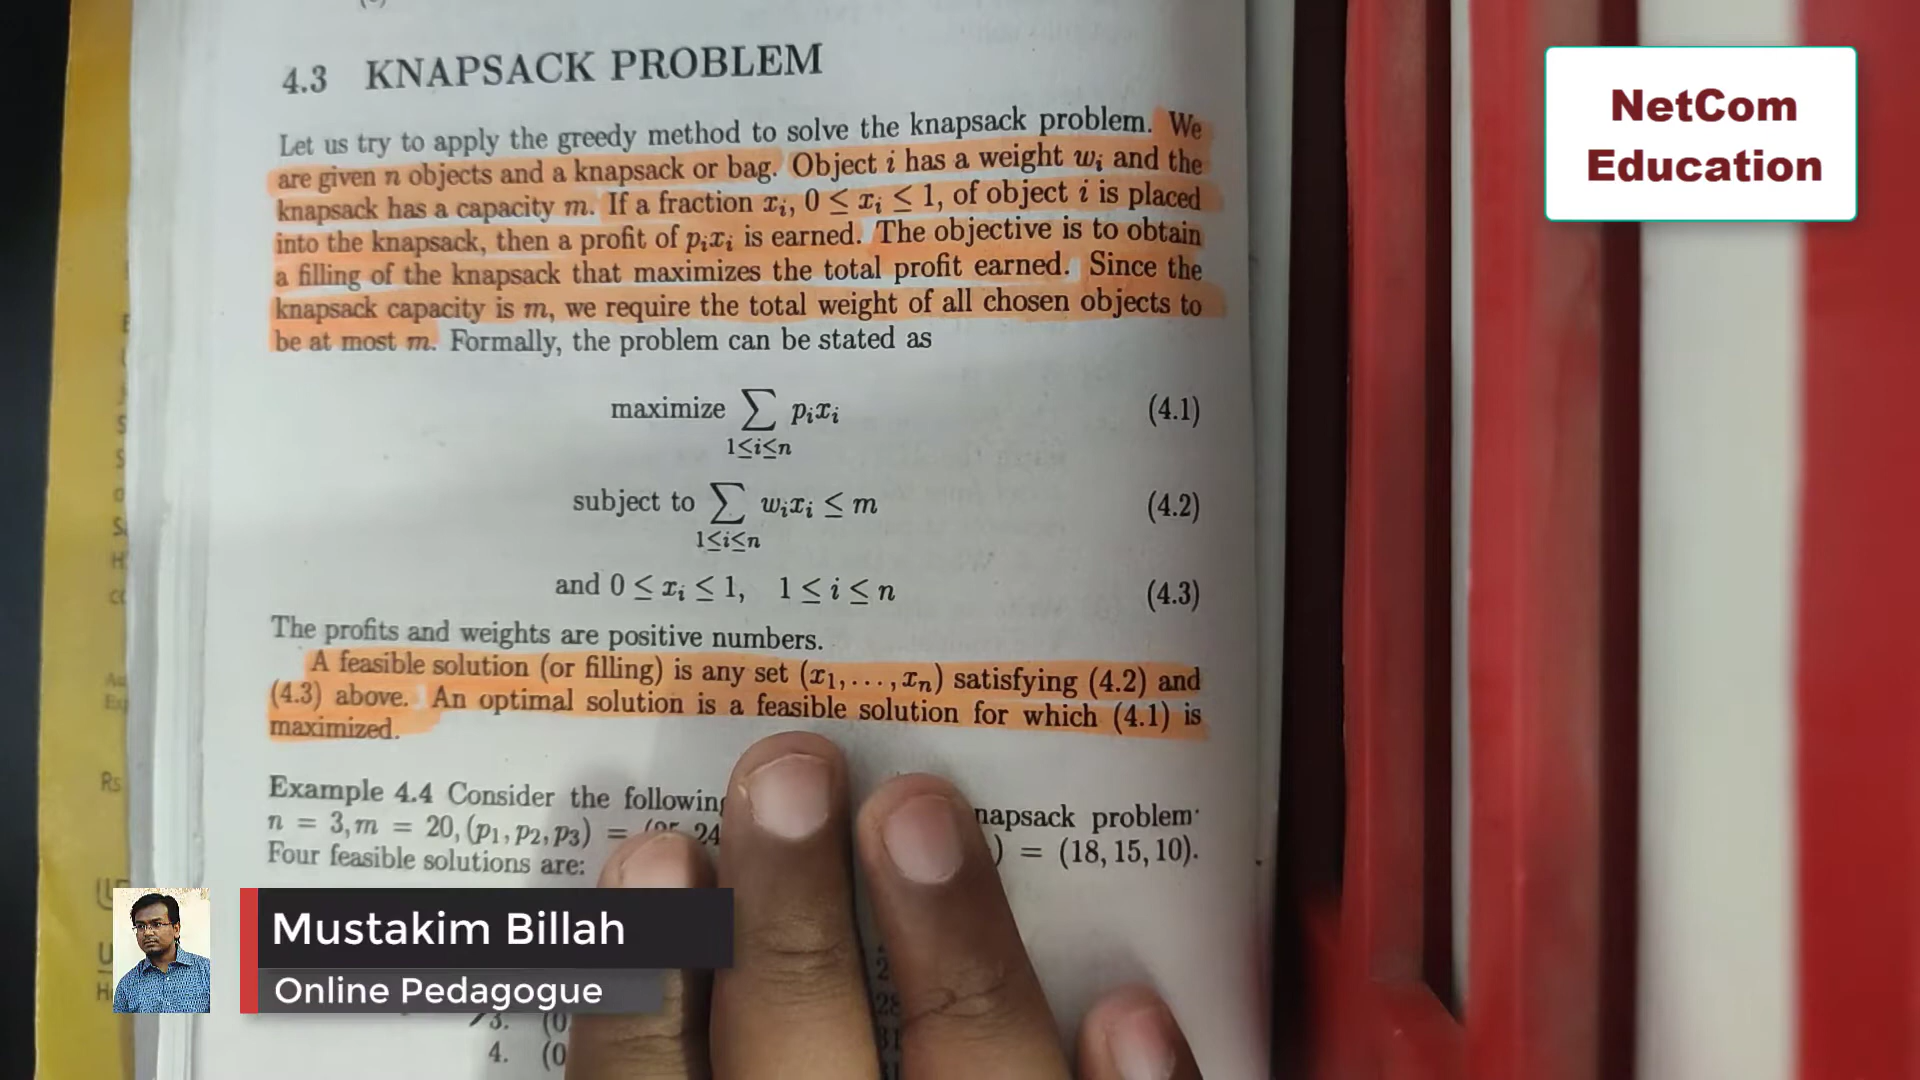 4.3 KNAPSACK PROBLEM
Let us try to apply the greedy method to solve the knapsack problem. We
are given n objects and a knapsack or bag. Object i has a weight wᵢ and the
knapsack has a capacity m. If a fraction xᵢ, 0 ≤ xᵢ ≤ 1, of object i is placed
into the knapsack, then a profit of pᵢxᵢ is earned. The objective is to obtain
a filling of the knapsack that maximizes the total profit earned. Since the
knapsack capacity is m, we require the total weight of all chosen objects to
be at most m. Formally, the problem can be stated as
maximize ∑ pᵢxᵢ (4.1)
1≤i≤n
subject to ∑ wᵢxᵢ ≤ m (4.2)
1≤i≤n
and 0 ≤ xᵢ ≤ 1, 1 ≤ i ≤ n (4.3)
The profits and weights are positive numbers.
A feasible solution (or filling) is any set (x₁, . . . , xₙ) satisfying (4.2) and
(4.3) above. An optimal solution is a feasible solution for which (4.1) is
maximized.
Example 4.4 Consider the following napsack problem:
n = 3, m = 20, (p₁, p₂, p₃) = 24 ) = (18, 15, 10).
Four feasible solutions are:
3. (0
4. (0
28
31
Rs
NetCom
Education
Mustakim Billah
Online Pedagogue